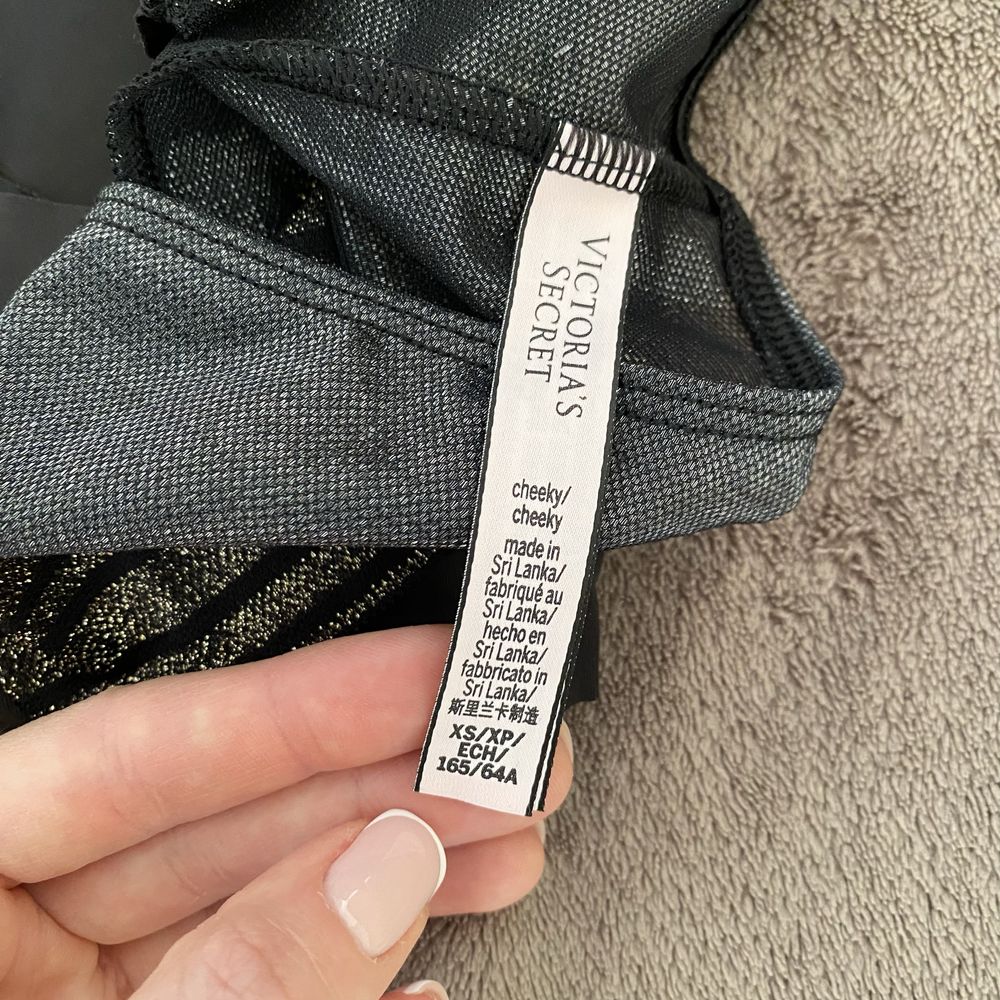 VICTORIA'S
SECRET
cheeky/
cheeky
made in
Sri Lanka/
fabriqué au
Sri Lanka/
hecho en
Sri Lanka/
fabbricato in
Sri Lanka/
斯里兰卡制造
XS/XP/
ECH/
165/64A